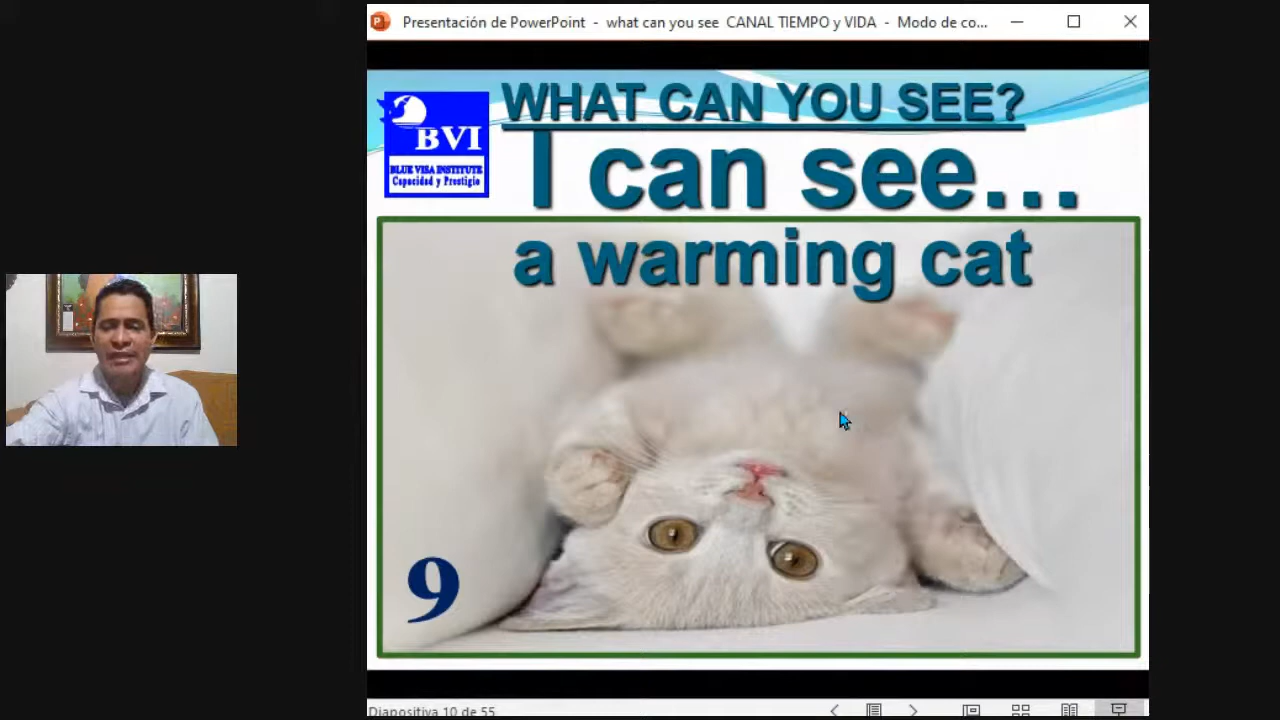 Presentación de PowerPoint - what can you see CANAL TIEMPO y VIDA - Modo de co...
WHAT CAN YOU SEE?
I can see...
BVI
BLUE VISA INSTITUTE
Capacidad y Prestigio
a warming cat
9
Diapositiva 10 de 55